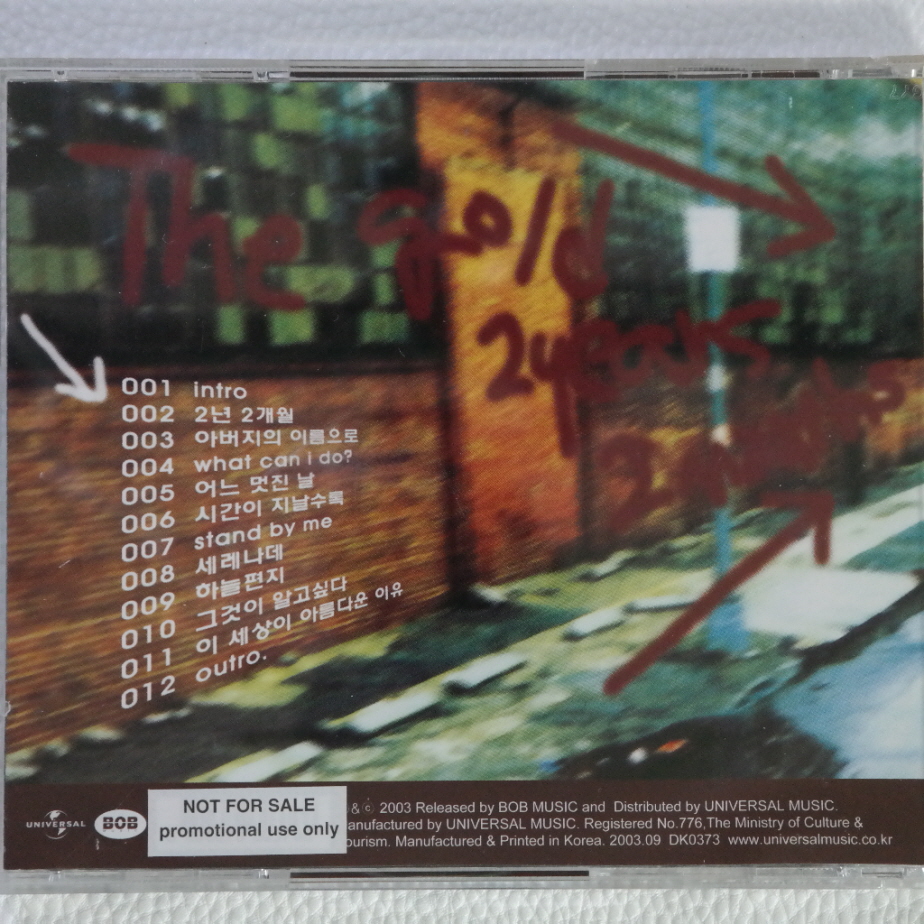 The gold
2years
2months
001 intro
002 2년 2개월
003 아버지의 이름으로
004 what can i do?
005 어느 멋진 날
006 시간이 지날수록
007 stand by me
008 세레나데
009 하늘편지
010 그것이 알고싶다
011 이 세상이 아름다운 이유
012 outro.
UNIVERSAL
BOB
NOT FOR SALE
promotional use only
& © 2003 Released by BOB MUSIC and Distributed by UNIVERSAL MUSIC.
anufactured by UNIVERSAL MUSIC. Registered No.776,The Ministry of Culture &
ourism. Manufactured & Printed in Korea. 2003.09 DK0373 www.universalmusic.co.kr